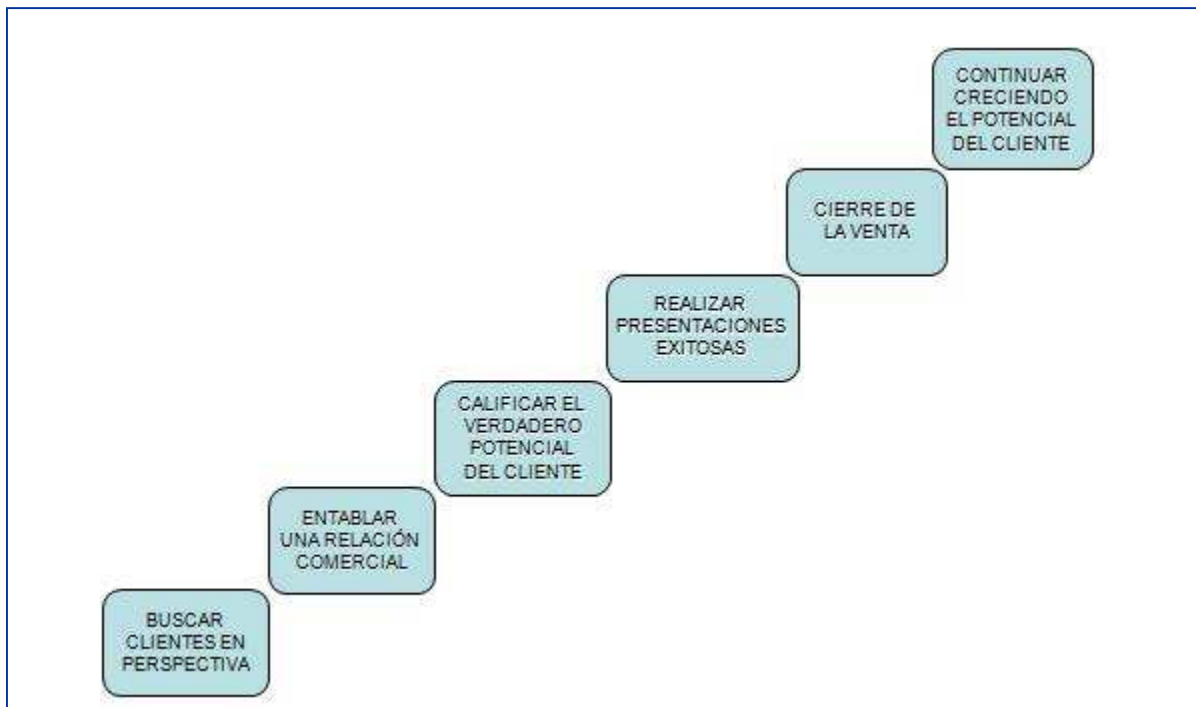 CONTINUAR
CRECIENDO
EL POTENCIAL
DEL CLIENTE
CIERRE DE
LA VENTA
REALIZAR
PRESENTACIONES
EXITOSAS
CALIFICAR EL
VERDADERO
POTENCIAL
DEL CLIENTE
ENTABLAR
UNA RELACIÓN
COMERCIAL
BUSCAR
CLIENTES EN
PERSPECTIVA